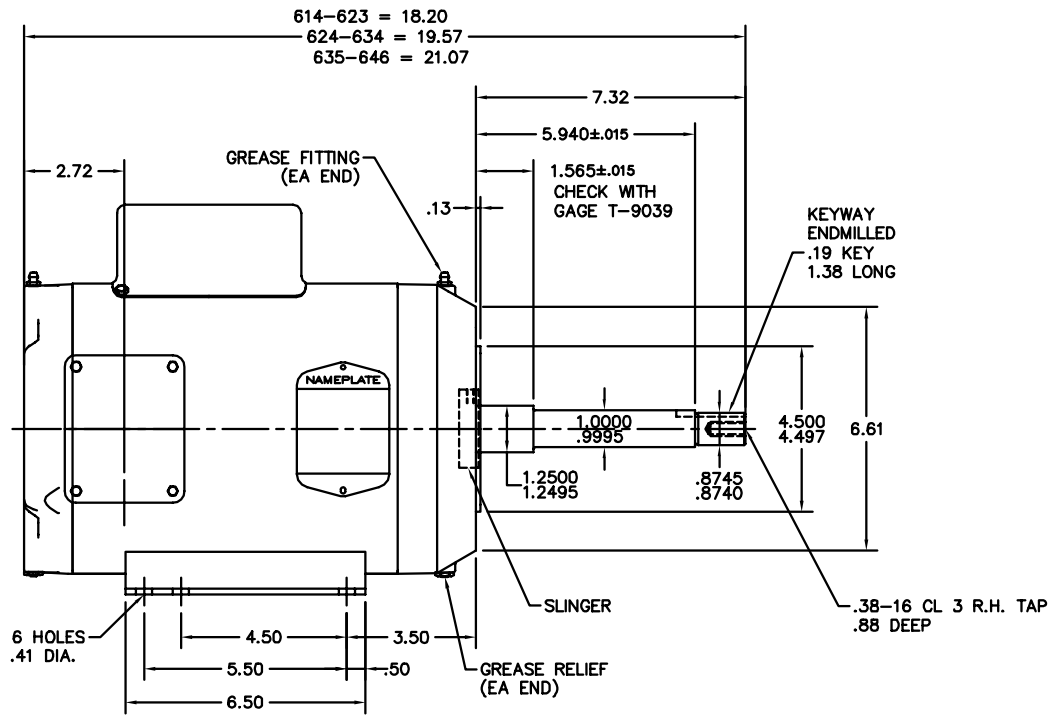 614-623 = 18.20
624-634 = 19.57
635-646 = 21.07
7.32
5.940±.015
2.72
GREASE FITTING
(EA END)
1.565±.015
CHECK WITH
GAGE T-9039
.13
KEYWAY
ENDMILLED
.19 KEY
1.38 LONG
NAMEPLATE
1.0000
.9995
4.500
4.497
6.61
1.2500
1.2495
.8745
.8740
SLINGER
.38-16 CL 3 R.H. TAP
.88 DEEP
6 HOLES
.41 DIA.
4.50
3.50
5.50
.50
GREASE RELIEF
(EA END)
6.50